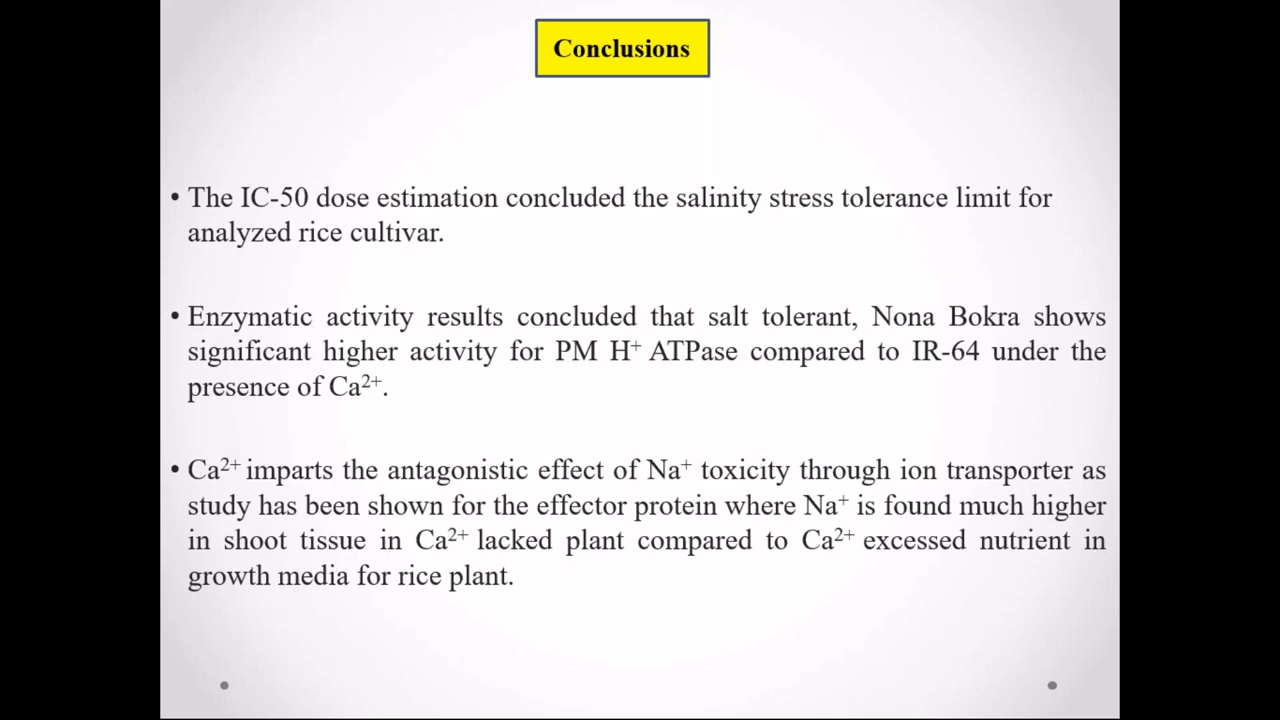 Conclusions
• The IC-50 dose estimation concluded the salinity stress tolerance limit for
analyzed rice cultivar.
• Enzymatic activity results concluded that salt tolerant, Nona Bokra shows
significant higher activity for PM H⁺ ATPase compared to IR-64 under the
presence of Ca²⁺.
• Ca²⁺ imparts the antagonistic effect of Na⁺ toxicity through ion transporter as
study has been shown for the effector protein where Na⁺ is found much higher
in shoot tissue in Ca²⁺ lacked plant compared to Ca²⁺ excessed nutrient in
growth media for rice plant.